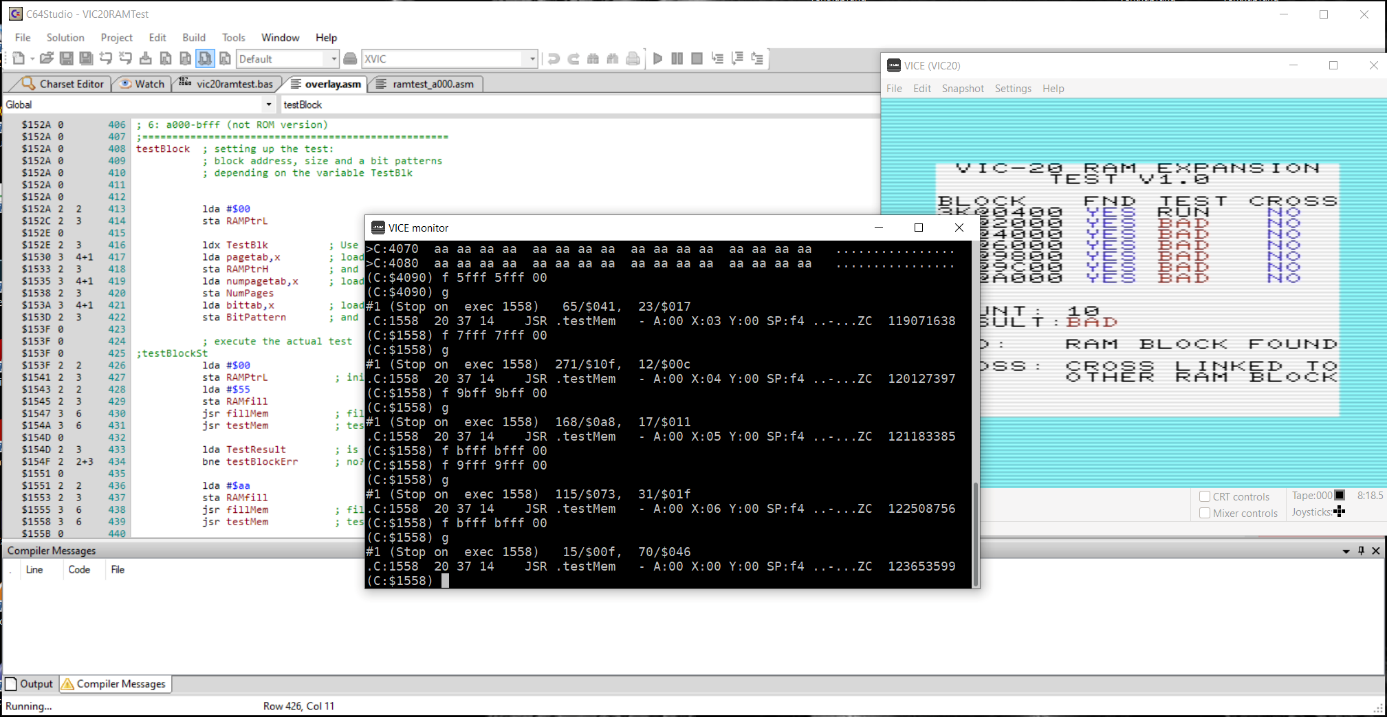 C64Studio - VIC20RAMTest
File Solution Project Edit Build Tools Window Help
Default XVIC
Charset Editor Watch vic20ramtest.bas overlay.asm ramtest_a000.asm
Global testBlock
$152A 0 406 ; 6: a000-bfff (not ROM version)
$152A 0 407 ;=================================================
$152A 0 408 testBlock ; setting up the test:
$152A 0 409 ; block address, size and a bit patterns
$152A 0 410 ; depending on the variable TestBlk
$152A 0 411
$152A 0 412
$152A 2 2 413 lda #$00
$152C 2 3 414 sta RAMPtrL
$152E 0 415
$152E 2 3 416 ldx TestBlk ; Use
$1530 3 4+1 417 lda pagetab,x ; load
$1533 2 3 418 sta RAMPtrH ; and
$1535 3 4+1 419 lda numpagetab,x ; load
$1538 2 3 420 sta NumPages
$153A 3 4+1 421 lda bittab,x ; load
$153D 2 3 422 sta BitPattern ; and
$153F 0 423
$153F 0 424 ; execute the actual test
$153F 0 425 ;testBlockSt
$153F 2 2 426 lda #$00
$1541 2 3 427 sta RAMPtrL ; ini
$1543 2 2 428 lda #$55
$1545 2 3 429 sta RAMfill
$1547 3 6 430 jsr fillMem ; fil
$154A 3 6 431 jsr testMem ; tes
$154D 0 432
$154D 2 3 433 lda TestResult ; is
$154F 2 2+3 434 bne testBlockErr ; no?
$1551 0 435
$1551 2 2 436 lda #$aa
$1553 2 3 437 sta RAMfill
$1555 3 6 438 jsr fillMem ; fil
$1558 3 6 439 jsr testMem ; tes
$155B 0 440
VICE monitor
>C:4070 aa aa aa aa aa aa aa aa aa aa aa aa aa aa aa aa ................
>C:4080 aa aa aa aa aa aa aa aa aa aa aa aa aa aa aa aa ................
(C:$4090) f 5fff 5fff 00
(C:$4090) g
#1 (Stop on exec 1558) 65/$041, 23/$017
.C:1558 20 37 14 JSR .testMem - A:00 X:03 Y:00 SP:f4 ..-...ZC 119071638
(C:$1558) f 7fff 7fff 00
(C:$1558) g
#1 (Stop on exec 1558) 271/$10f, 12/$00c
.C:1558 20 37 14 JSR .testMem - A:00 X:04 Y:00 SP:f4 ..-...ZC 120127397
(C:$1558) f 9bff 9bff 00
(C:$1558) g
#1 (Stop on exec 1558) 168/$0a8, 17/$011
.C:1558 20 37 14 JSR .testMem - A:00 X:05 Y:00 SP:f4 ..-...ZC 121183385
(C:$1558) f bfff bfff 00
(C:$1558) f 9fff 9fff 00
(C:$1558) g
#1 (Stop on exec 1558) 115/$073, 31/$01f
.C:1558 20 37 14 JSR .testMem - A:00 X:06 Y:00 SP:f4 ..-...ZC 122508756
(C:$1558) f bfff bfff 00
(C:$1558) g
#1 (Stop on exec 1558) 15/$00f, 70/$046
.C:1558 20 37 14 JSR .testMem - A:00 X:00 Y:00 SP:f4 ..-...ZC 123653599
(C:$1558)
VICE (VIC20)
File Edit Snapshot Settings Help
VIC-20 RAM EXPANSION
TEST V1.0
BLOCK FND TEST CROSS
3K00400 YES RUN NO
02000 YES BAD NO
04000 YES BAD NO
06000 YES BAD NO
09800 YES BAD NO
09C00 YES BAD NO
0A000 YES BAD NO
UNT: 10
SULT:BAD
D: RAM BLOCK FOUND
OSS: CROSS LINKED TO
OTHER RAM BLOCK
CRT controls Tape:000 8:18.5
Mixer controls Joysticks:
Compiler Messages
. Line Code File
Output Compiler Messages
Running... Row 426, Col 11